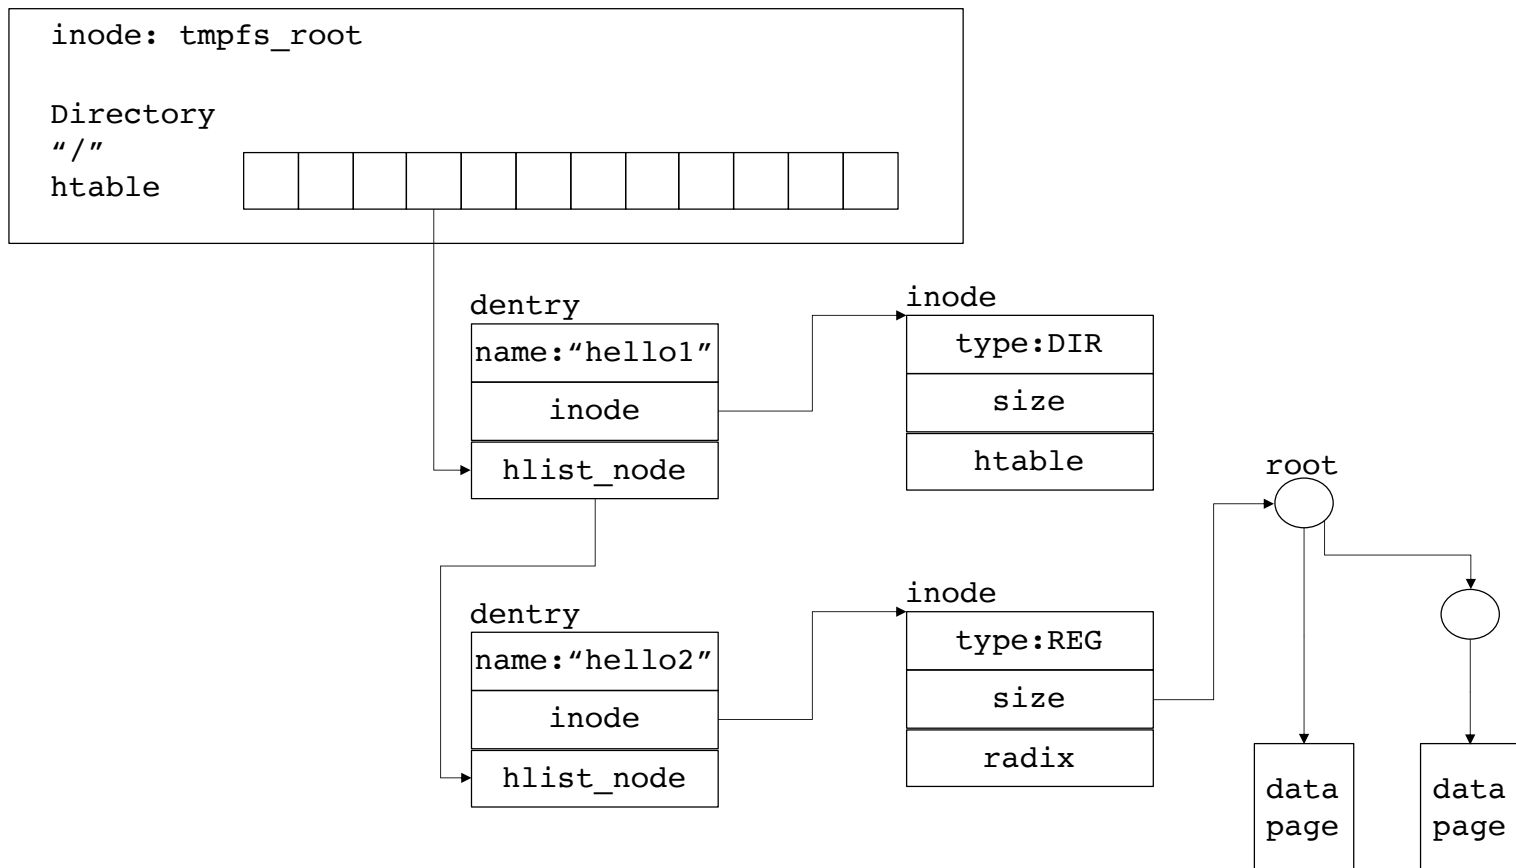 inode: tmpfs_root
Directory
“/”
htable
dentry
name:“hello1”
inode
hlist_node
inode
type:DIR
size
htable
root
dentry
name:“hello2”
inode
hlist_node
inode
type:REG
size
radix
data
page
data
page